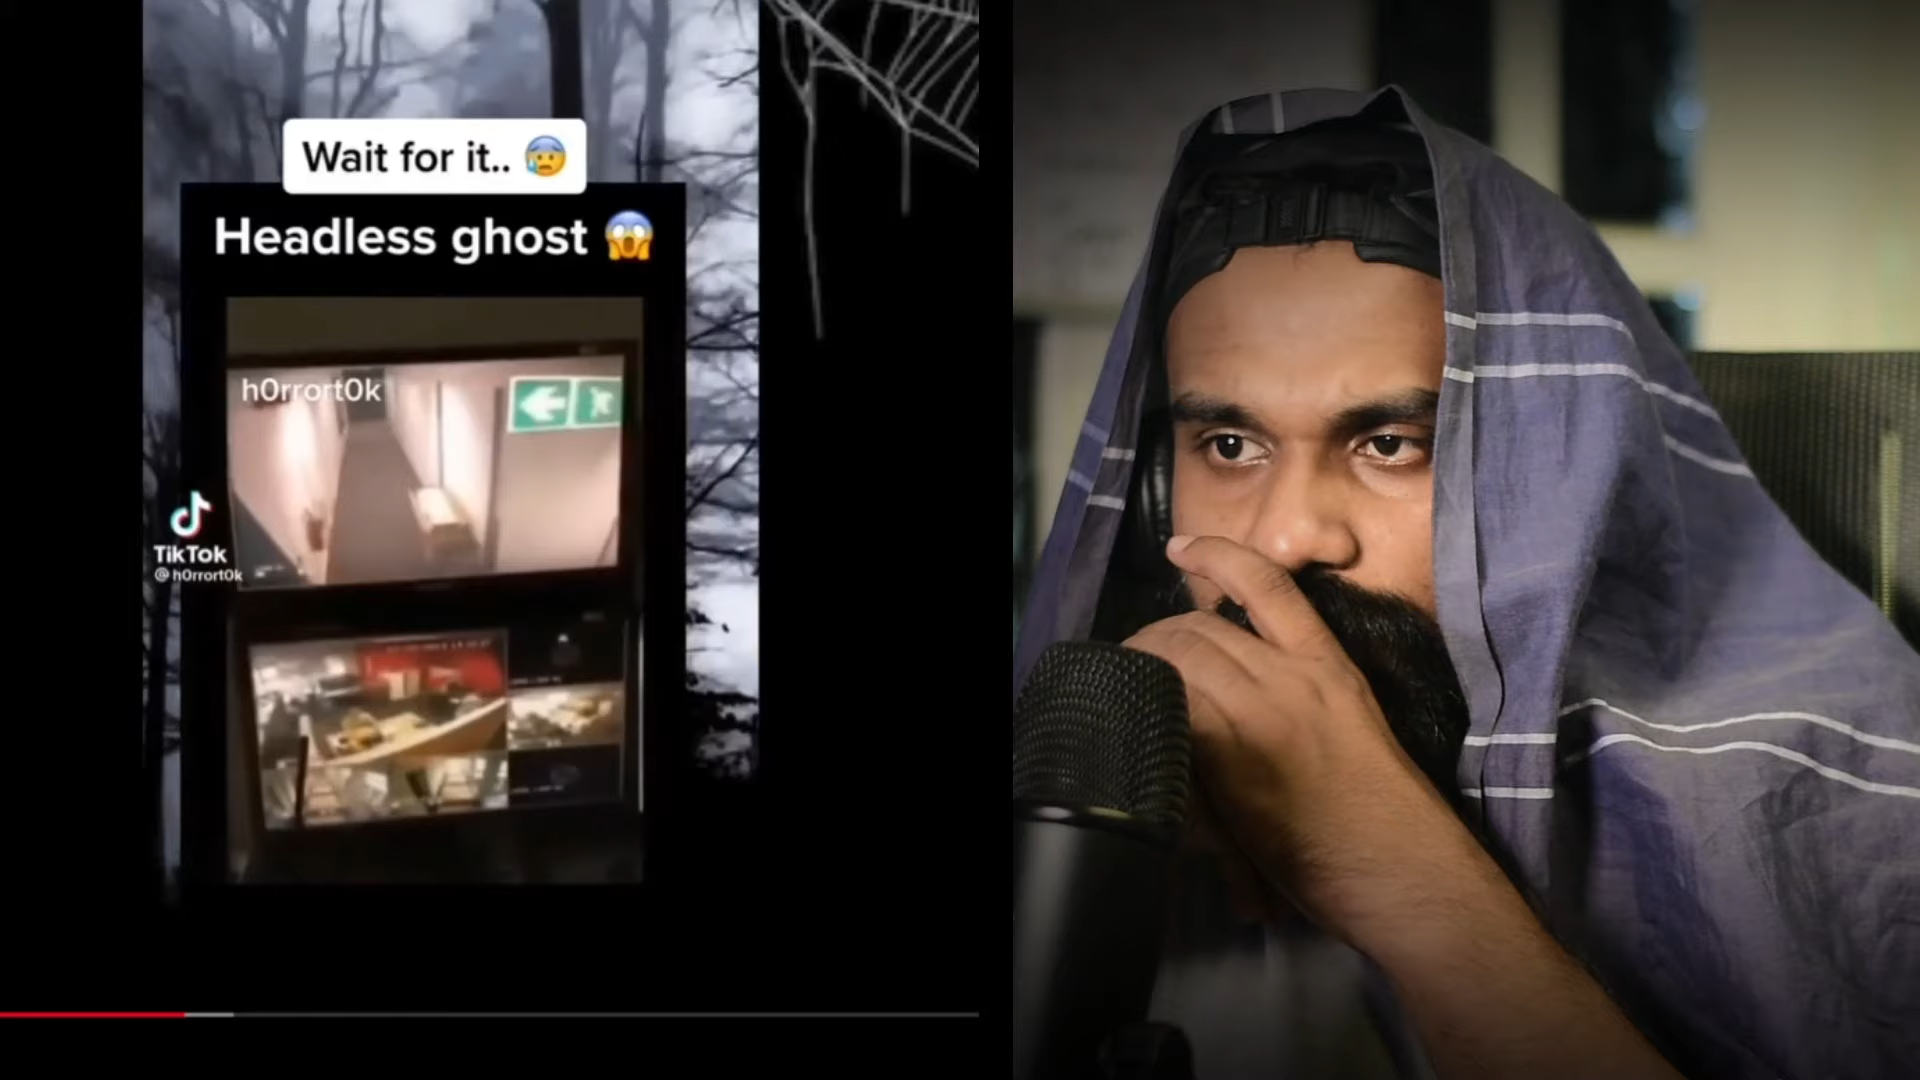 Wait for it.. 😰
Headless ghost 😱
h0rrort0k
TikTok
@h0rrort0k